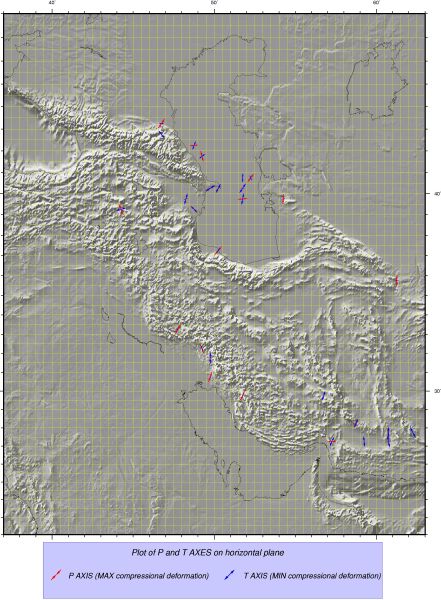 40˚
50˚
60˚
40˚
30˚
Plot of P and T AXES on horizontal plane
P AXIS (MAX compressional deformation)
T AXIS (MIN compressional deformation)